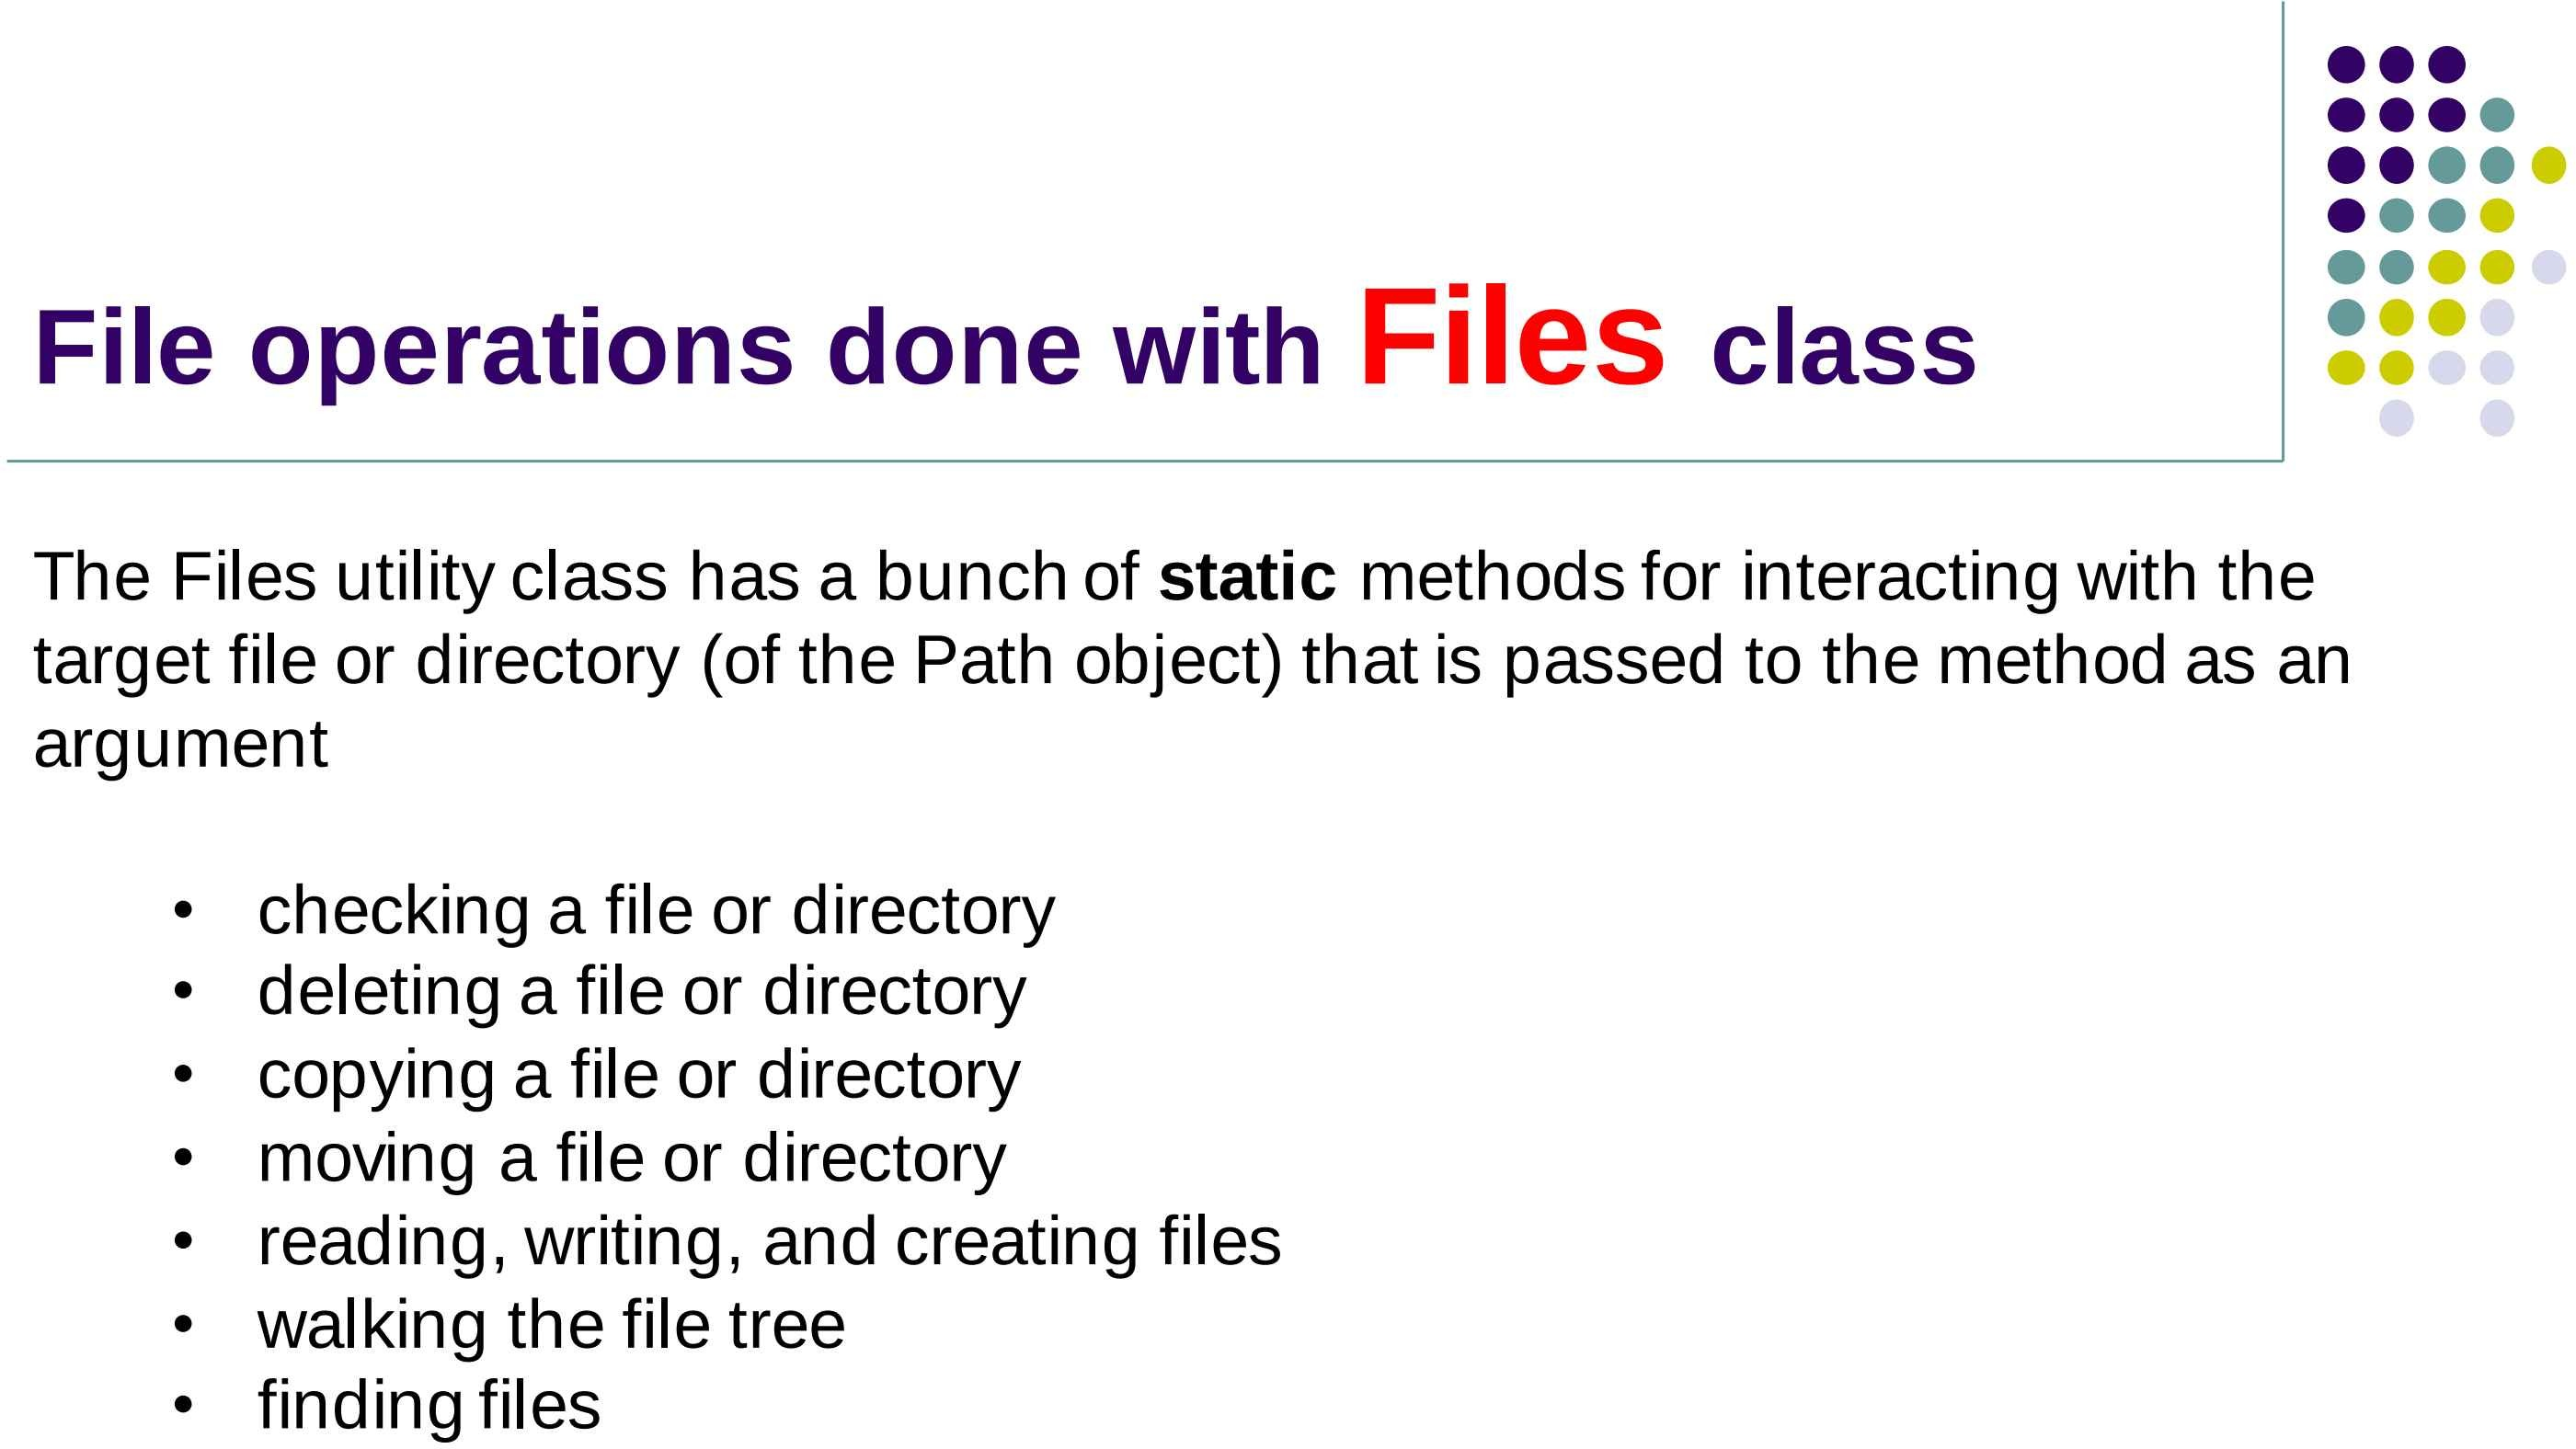 File operations done with Files class
The Files utility class has a bunch of static methods for interacting with the
target file or directory (of the Path object) that is passed to the method as an
argument
• checking a file or directory
• deleting a file or directory
• copying a file or directory
• moving a file or directory
• reading, writing, and creating files
• walking the file tree
• finding files